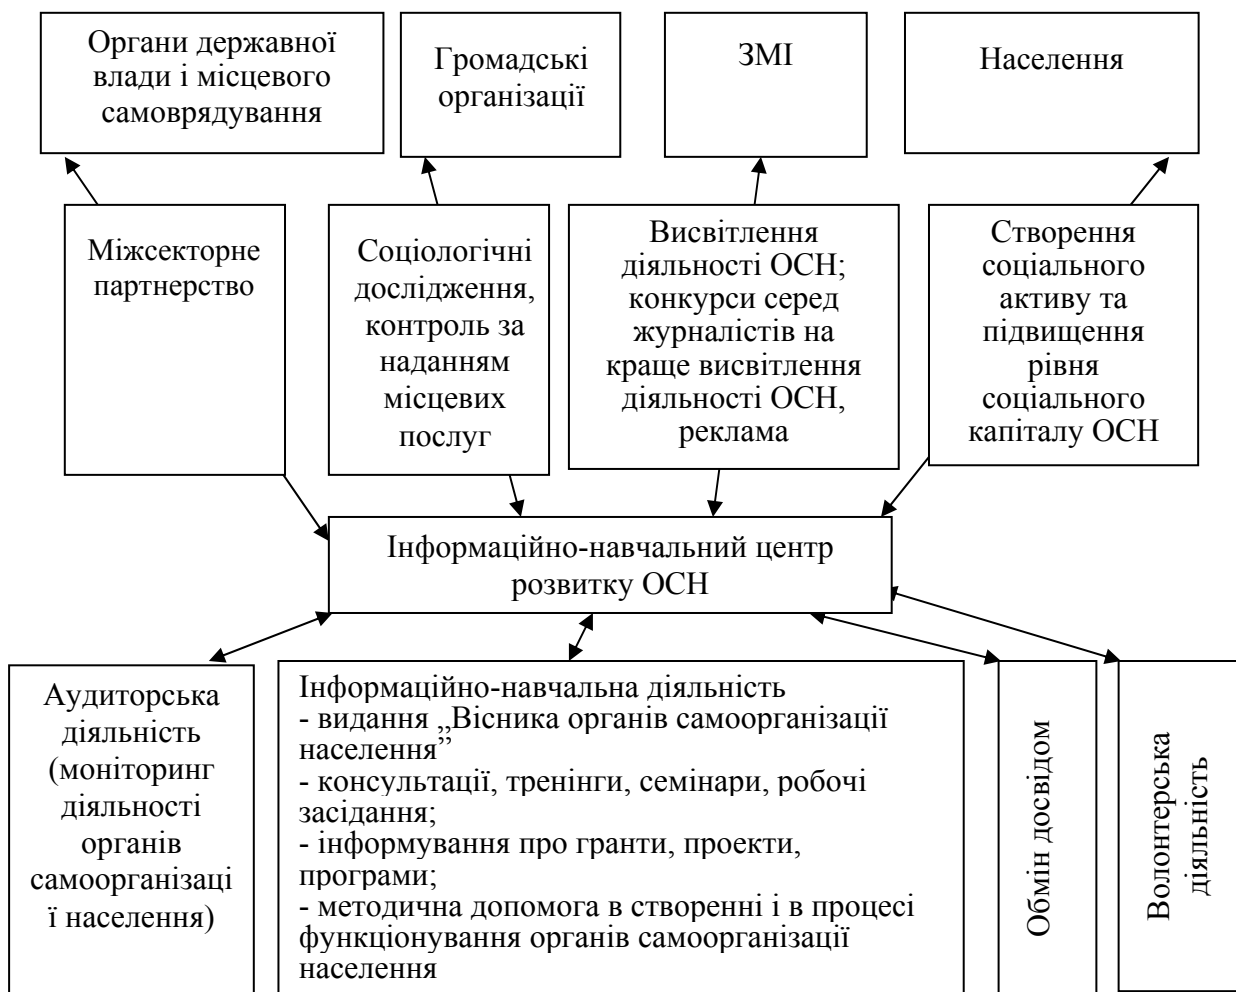 Органи державної
влади і місцевого
самоврядування
Громадські
організації
ЗМІ
Населення
Міжсекторне
партнерство
Соціологічні
дослідження,
контроль за
наданням
місцевих
послуг
Висвітлення
діяльності ОСН;
конкурси серед
журналістів на
краще висвітлення
діяльності ОСН,
реклама
Створення
соціального
активу та
підвищення
рівня
соціального
капіталу ОСН
Інформаційно-навчальний центр
розвитку ОСН
Аудиторська
діяльність
(моніторинг
діяльності
органів
самоорганізаці
ї населення)
Інформаційно-навчальна діяльність
- видання „Вісника органів самоорганізації
населення”
- консультації, тренінги, семінари, робочі
засідання;
- інформування про гранти, проекти,
програми;
- методична допомога в створенні і в процесі
функціонування органів самоорганізації
населення
Обмін досвідом
Волонтерська
діяльність